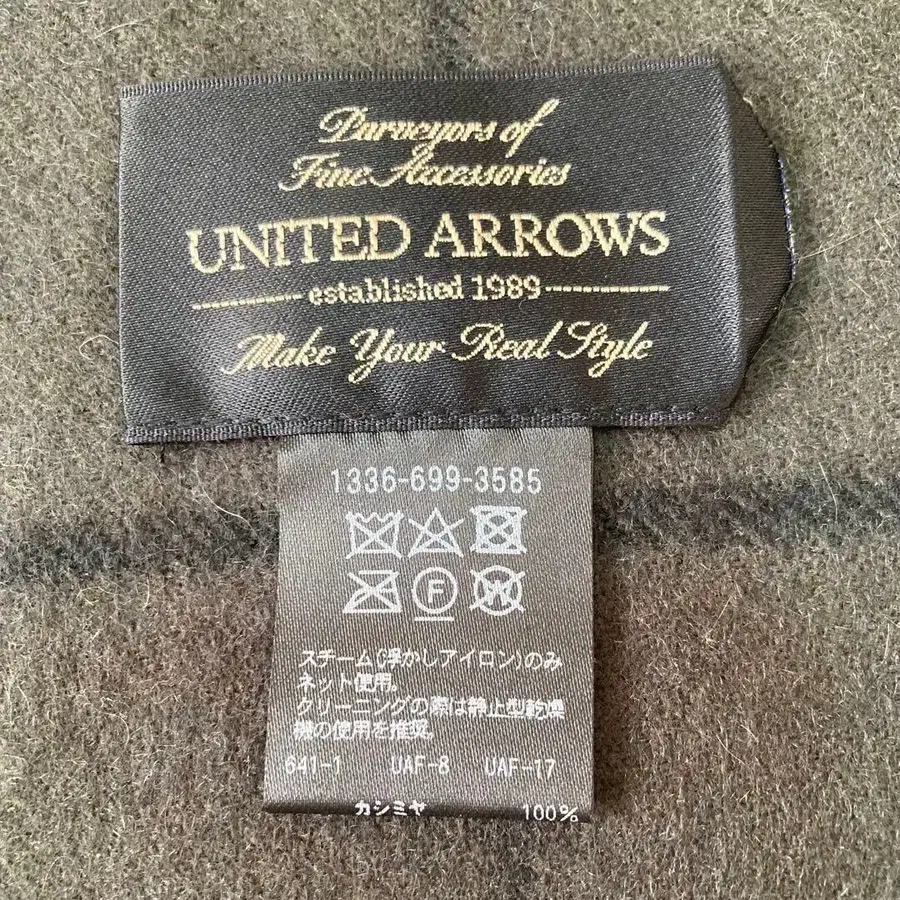 Purveyors of
Fine Accessories
UNITED ARROWS
established 1989
Make Your Real Style
1336-699-3585
F W
スチーム(浮かしアイロン)のみ
ネット使用。
クリーニングの際は静止型乾燥
機の使用を推奨。
641-1 UAF-8 UAF-17
カシミヤ 100%